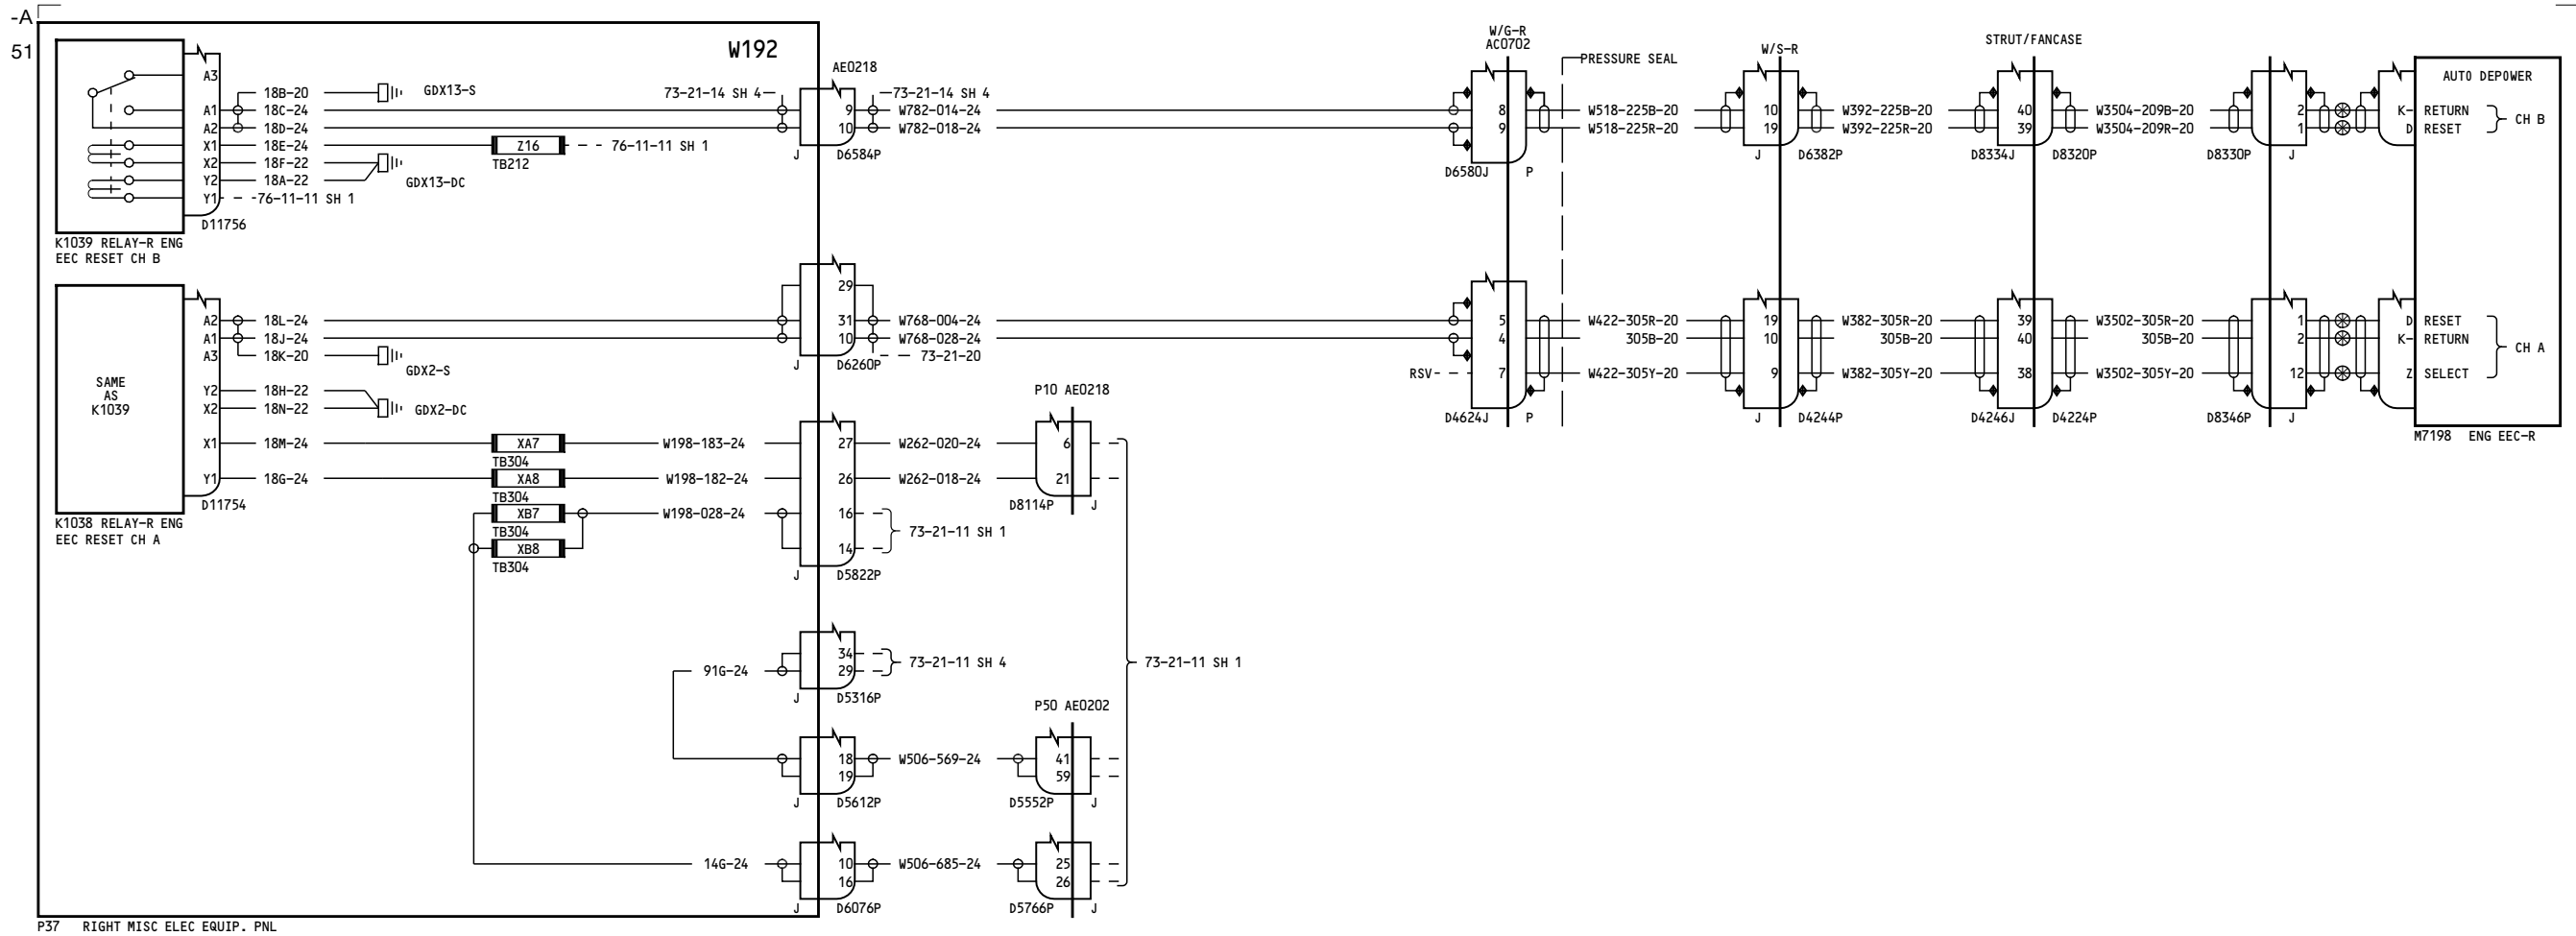 -A
51
W192
A3
A1
A2
X1
X2
Y2
Y1
18B-20
18C-24
18D-24
18E-24
18F-22
18A-22
-76-11-11 SH 1
GDX13-S
GDX13-DC
Z16
TB212
76-11-11 SH 1
D11756
K1039 RELAY-R ENG
EEC RESET CH B
73-21-14 SH 4
AE0218
9
10
J
D6584P
73-21-14 SH 4
W782-014-24
W782-018-24
W/G-R
AC0702
8
9
D6580J
P
PRESSURE SEAL
W518-225B-20
W518-225R-20
W/S-R
10
19
J
D6382P
W392-225B-20
W392-225R-20
STRUT/FANCASE
40
39
D8334J
D8320P
W3504-209B-20
W3504-209R-20
2
1
D8330P
J
AUTO DEPOWER
K- RETURN
D RESET
CH B
SAME
AS
K1039
A2
A1
A3
Y2
X2
X1
Y1
18L-24
18J-24
18K-20
18H-22
18N-22
18M-24
18G-24
GDX2-S
GDX2-DC
D11754
K1038 RELAY-R ENG
EEC RESET CH A
29
31
10
J
D6260P
W768-004-24
W768-028-24
73-21-20
5
4
RSV-
7
D4624J
P
W422-305R-20
305B-20
W422-305Y-20
19
10
9
J
D4244P
W382-305R-20
305B-20
W382-305Y-20
39
40
38
D4246J
D4224P
W3502-305R-20
305B-20
W3502-305Y-20
1
2
12
D8346P
J
D RESET
K- RETURN
Z SELECT
CH A
M7198 ENG EEC-R
XA7
TB304
XA8
TB304
XB7
TB304
XB8
TB304
W198-183-24
W198-182-24
W198-028-24
27
26
16
14
J
D5822P
W262-020-24
W262-018-24
73-21-11 SH 1
P10 AE0218
6
21
D8114P
J
91G-24
34
29
J
D5316P
73-21-11 SH 4
73-21-11 SH 1
18
19
J
D5612P
W506-569-24
P50 AE0202
41
59
D5552P
J
14G-24
10
16
J
D6076P
W506-685-24
25
26
D5766P
J
P37 RIGHT MISC ELEC EQUIP. PNL